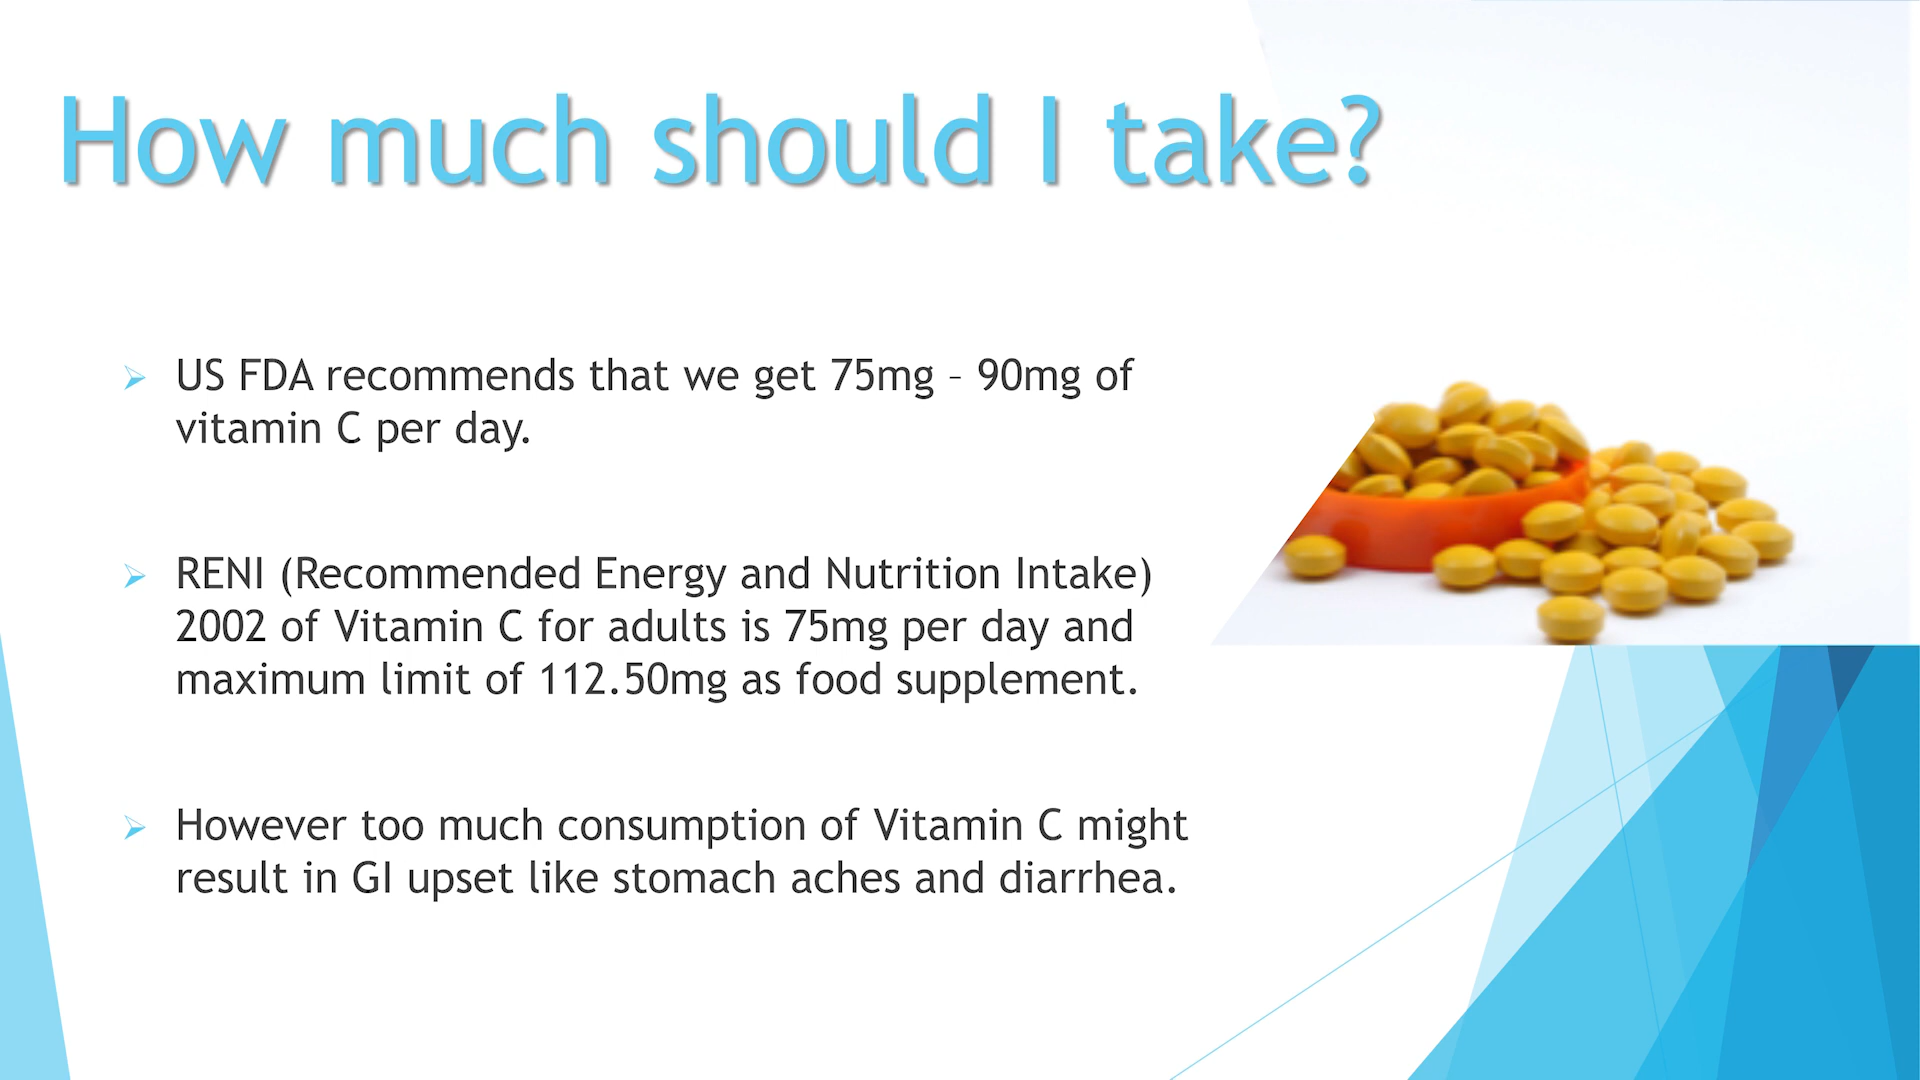 How much should I take?
US FDA recommends that we get 75mg – 90mg of
vitamin C per day.
RENI (Recommended Energy and Nutrition Intake)
2002 of Vitamin C for adults is 75mg per day and
maximum limit of 112.50mg as food supplement.
However too much consumption of Vitamin C might
result in GI upset like stomach aches and diarrhea.